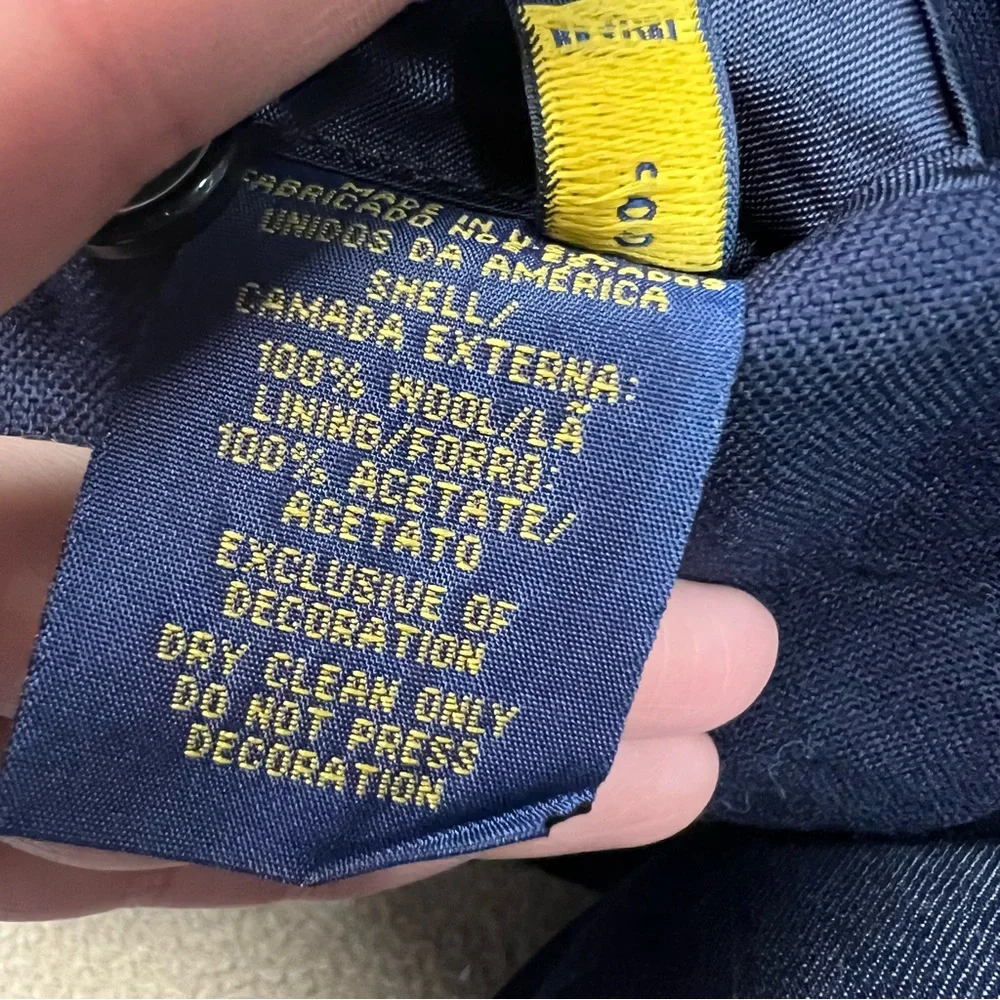 MADE IN U.S.A.
FABRICADO NOS ESTADOS
UNIDOS DA AMERICA
SHELL/
CAMADA EXTERNA:
100% WOOL/LÃ
LINING/FORRO:
100% ACETATE/
ACETATO
EXCLUSIVE OF
DECORATION
DRY CLEAN ONLY
DO NOT PRESS
DECORATION